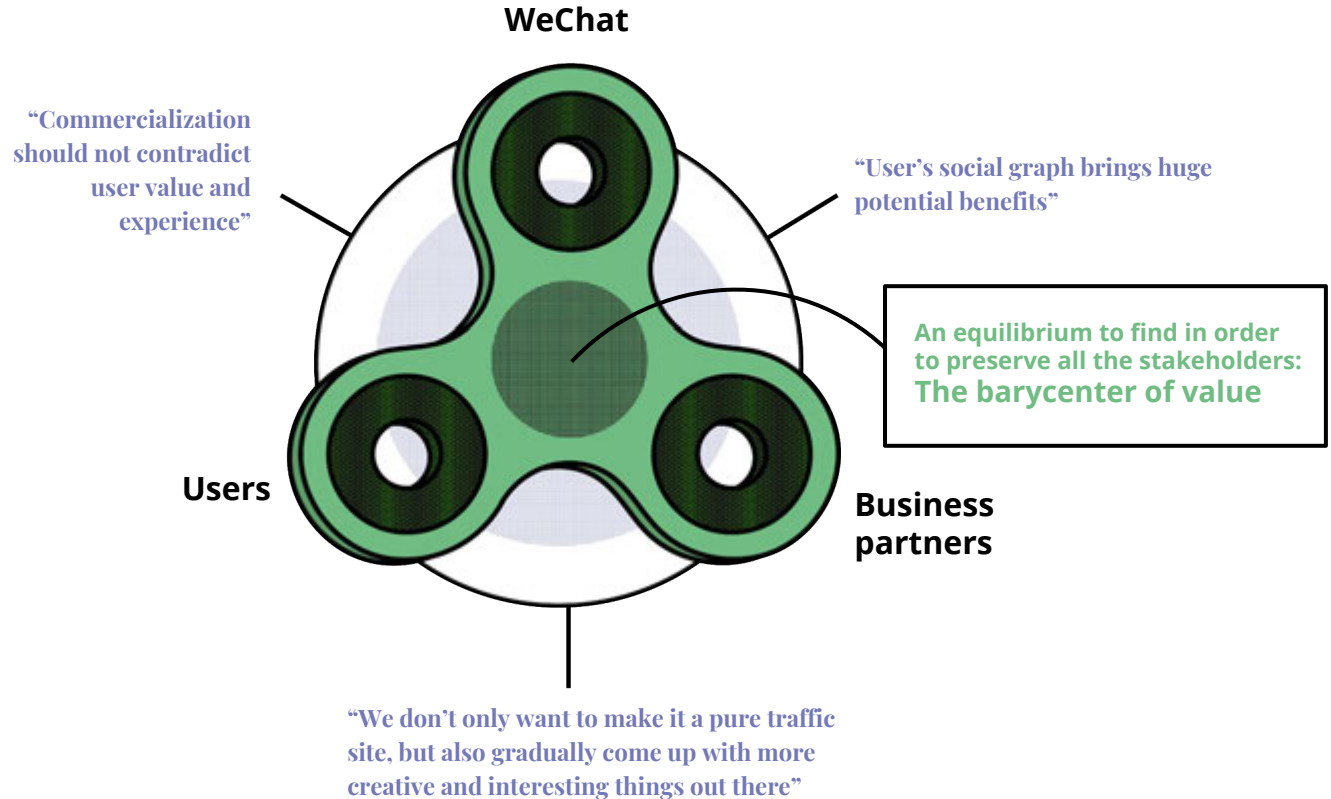 WeChat
“Commercialization
should not contradict
user value and
experience”
“User’s social graph brings huge
potential benefits”
An equilibrium to find in order
to preserve all the stakeholders:
The barycenter of value
Users
Business
partners
“We don’t only want to make it a pure traffic
site, but also gradually come up with more
creative and interesting things out there”